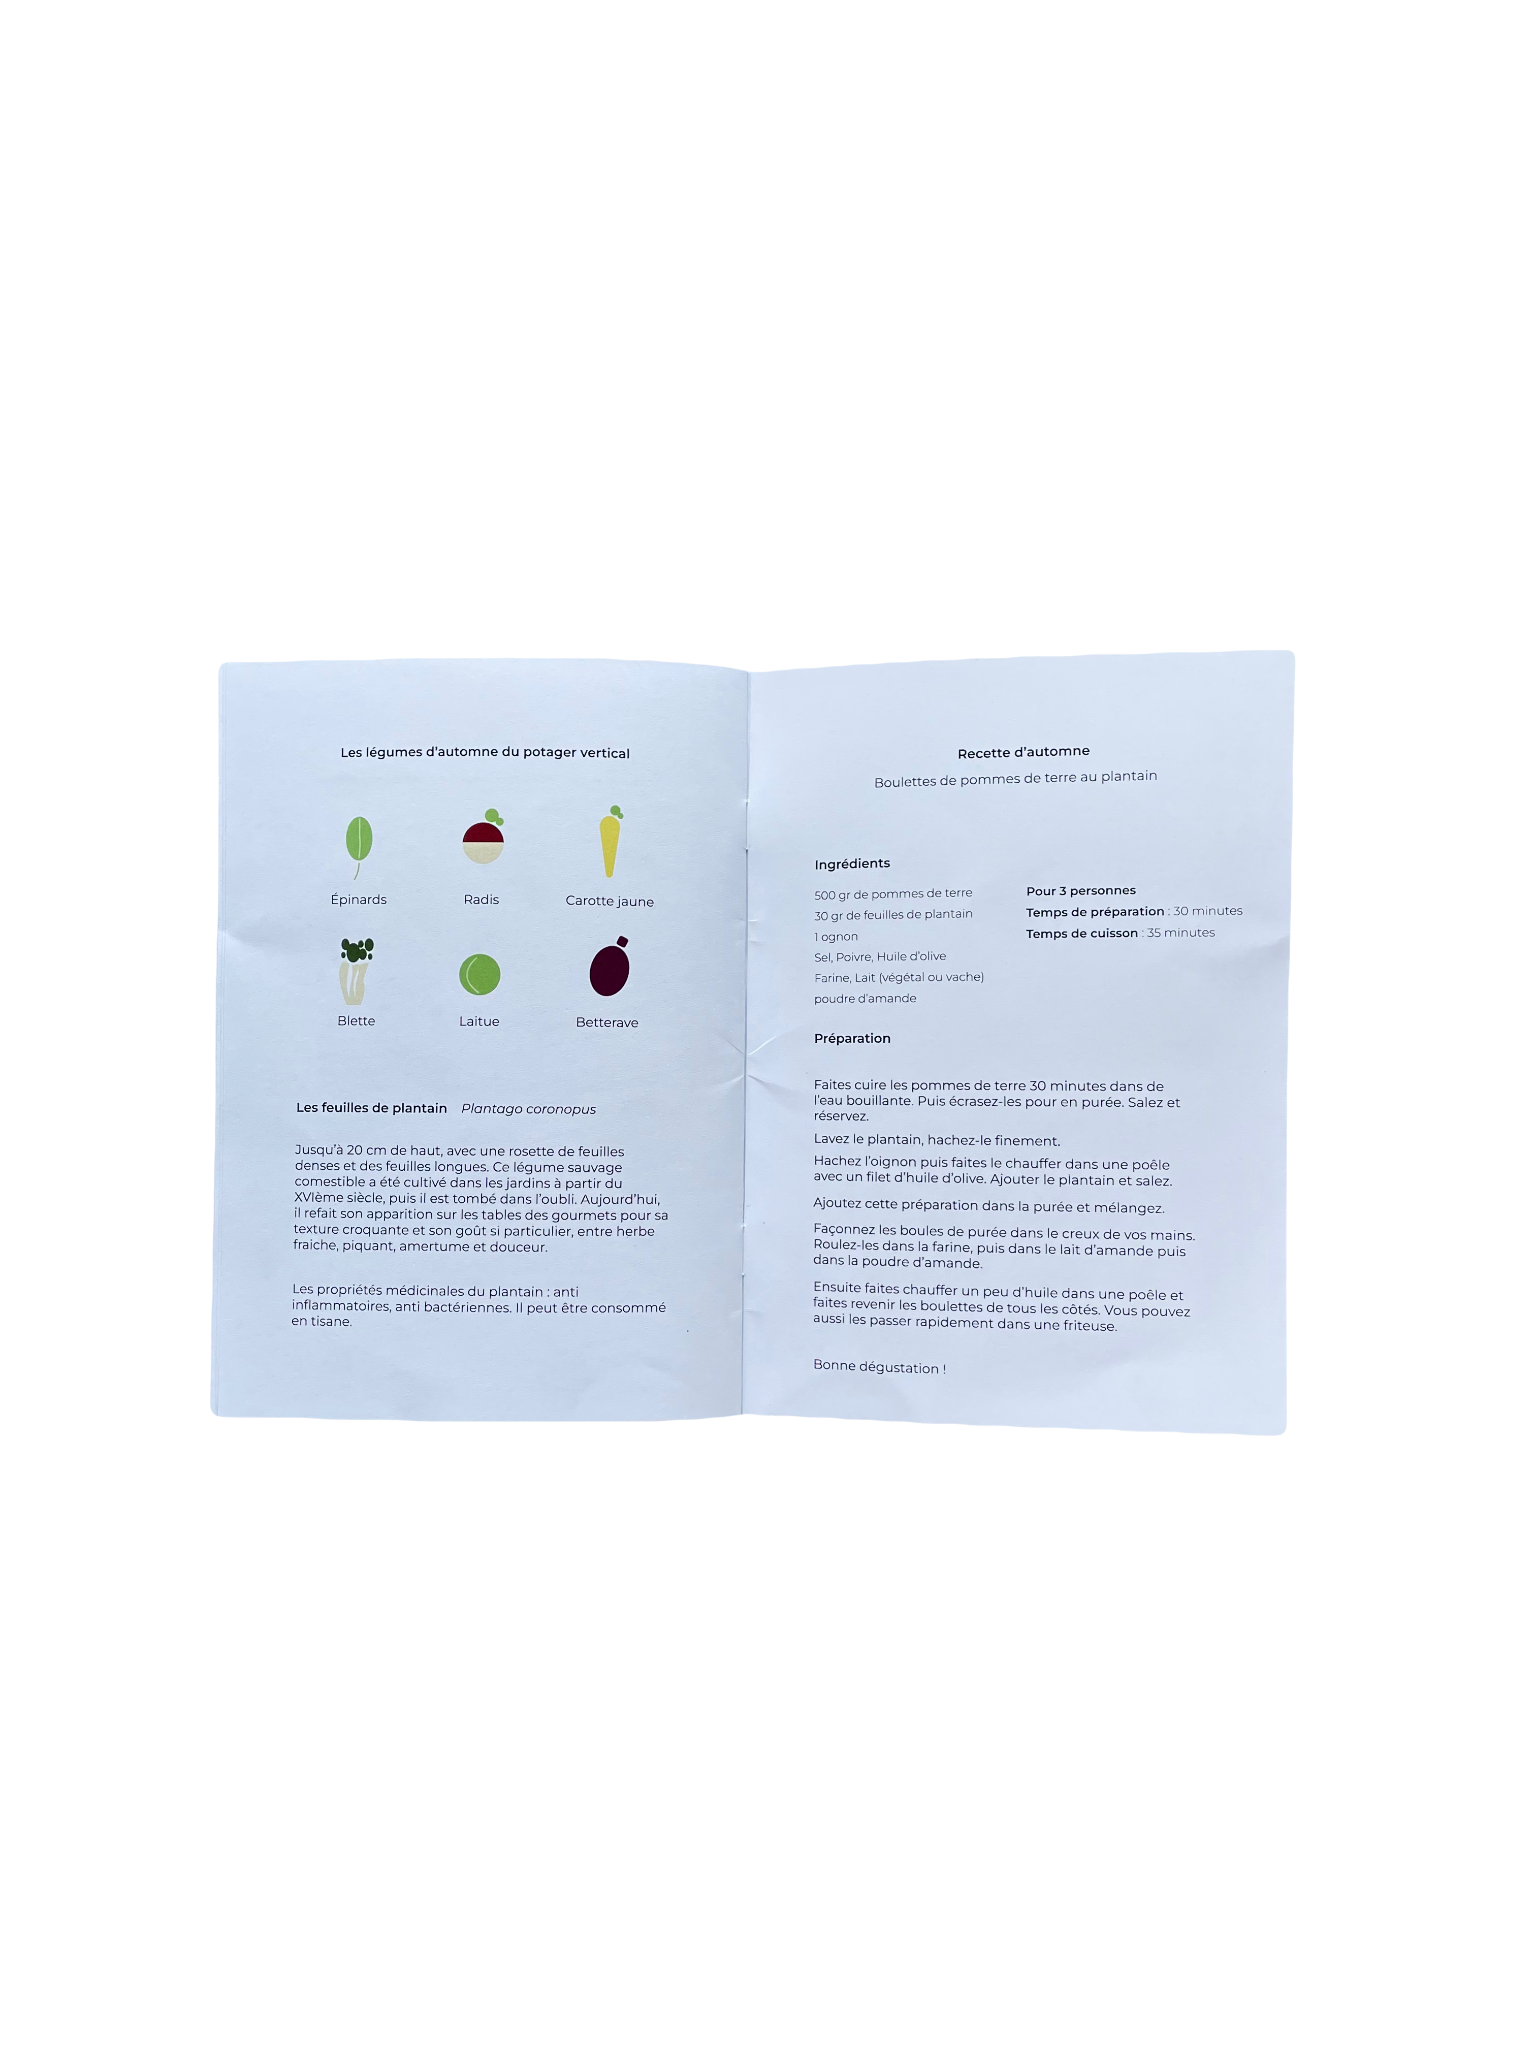 Les légumes d'automne du potager vertical
Épinards
Radis
Carotte jaune
Blette
Laitue
Betterave
Les feuilles de plantain Plantago coronopus
Jusqu'à 20 cm de haut, avec une rosette de feuilles
denses et des feuilles longues. Ce légume sauvage
comestible a été cultivé dans les jardins à partir du
XVIème siècle, puis il est tombé dans l'oubli. Aujourd'hui,
il refait son apparition sur les tables des gourmets pour sa
texture croquante et son goût si particulier, entre herbe
fraiche, piquant, amertume et douceur.
Les propriétés médicinales du plantain : anti
inflammatoires, anti bactériennes. Il peut être consommé
en tisane.
Recette d'automne
Boulettes de pommes de terre au plantain
Ingrédients
500 gr de pommes de terre
30 gr de feuilles de plantain
1 ognon
Sel, Poivre, Huile d'olive
Farine, Lait (végétal ou vache)
poudre d'amande
Pour 3 personnes
Temps de préparation : 30 minutes
Temps de cuisson : 35 minutes
Préparation
Faites cuire les pommes de terre 30 minutes dans de
l'eau bouillante. Puis écrasez-les pour en purée. Salez et
réservez.
Lavez le plantain, hachez-le finement.
Hachez l'oignon puis faites le chauffer dans une poêle
avec un filet d'huile d'olive. Ajouter le plantain et salez.
Ajoutez cette préparation dans la purée et mélangez.
Façonnez les boules de purée dans le creux de vos mains.
Roulez-les dans la farine, puis dans le lait d'amande puis
dans la poudre d'amande.
Ensuite faites chauffer un peu d'huile dans une poêle et
faites revenir les boulettes de tous les côtés. Vous pouvez
aussi les passer rapidement dans une friteuse.
Bonne dégustation !